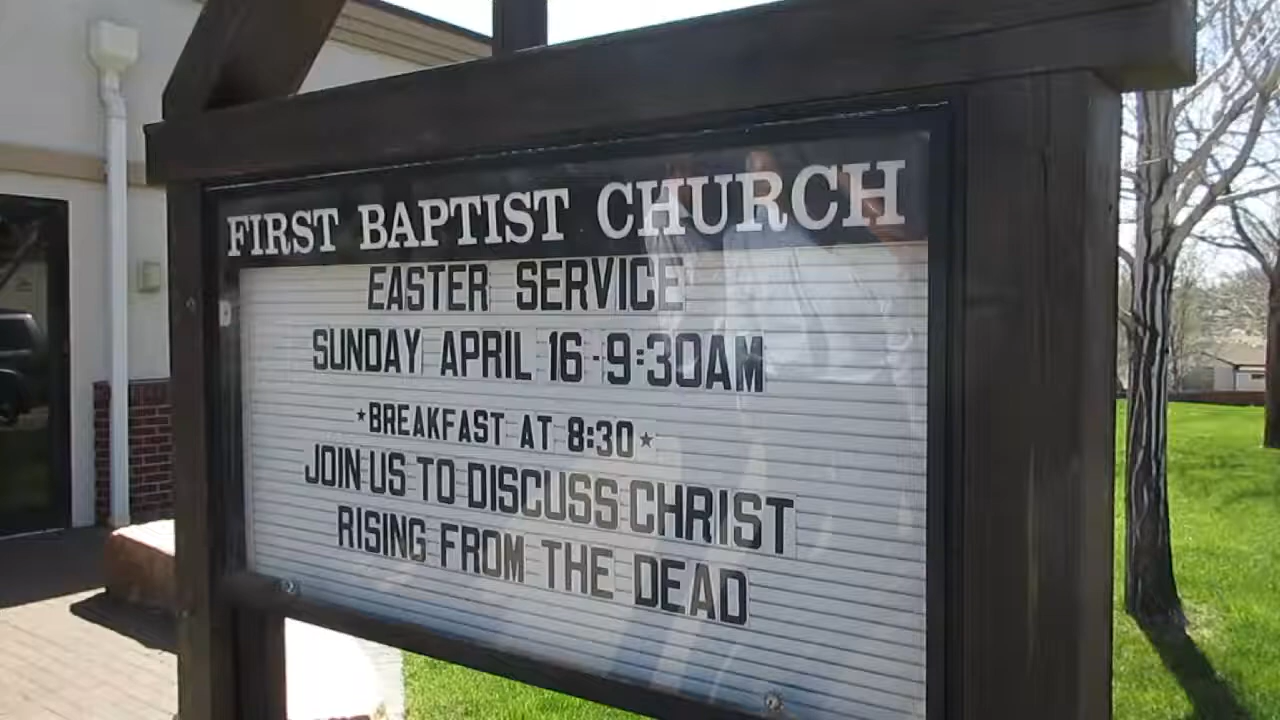 FIRST BAPTIST CHURCH
EASTER SERVICE
SUNDAY APRIL 16-9:30AM
★BREAKFAST AT 8:30★
JOIN US TO DISCUSS CHRIST
RISING FROM THE DEAD